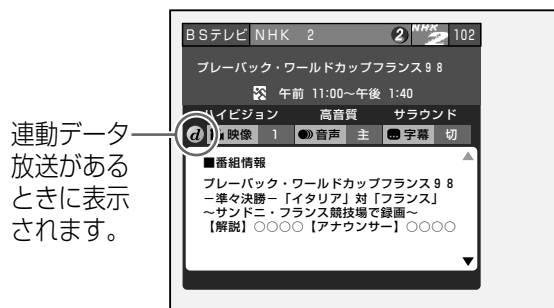 BSテレビ NHK 2 2 NHK 2 102
プレーバック・ワールドカップフランス98
午前 11:00～午後 1:40
ハイビジョン 高音質 サラウンド
d 映像 1 音声 主 字幕 切
■番組情報
プレーバック・ワールドカップフランス98
－準々決勝－「イタリア」対「フランス」
～サンドニ・フランス競技場で録画～
【解説】○○○○【アナウンサー】○○○○
連動データ
放送がある
ときに表示
されます。